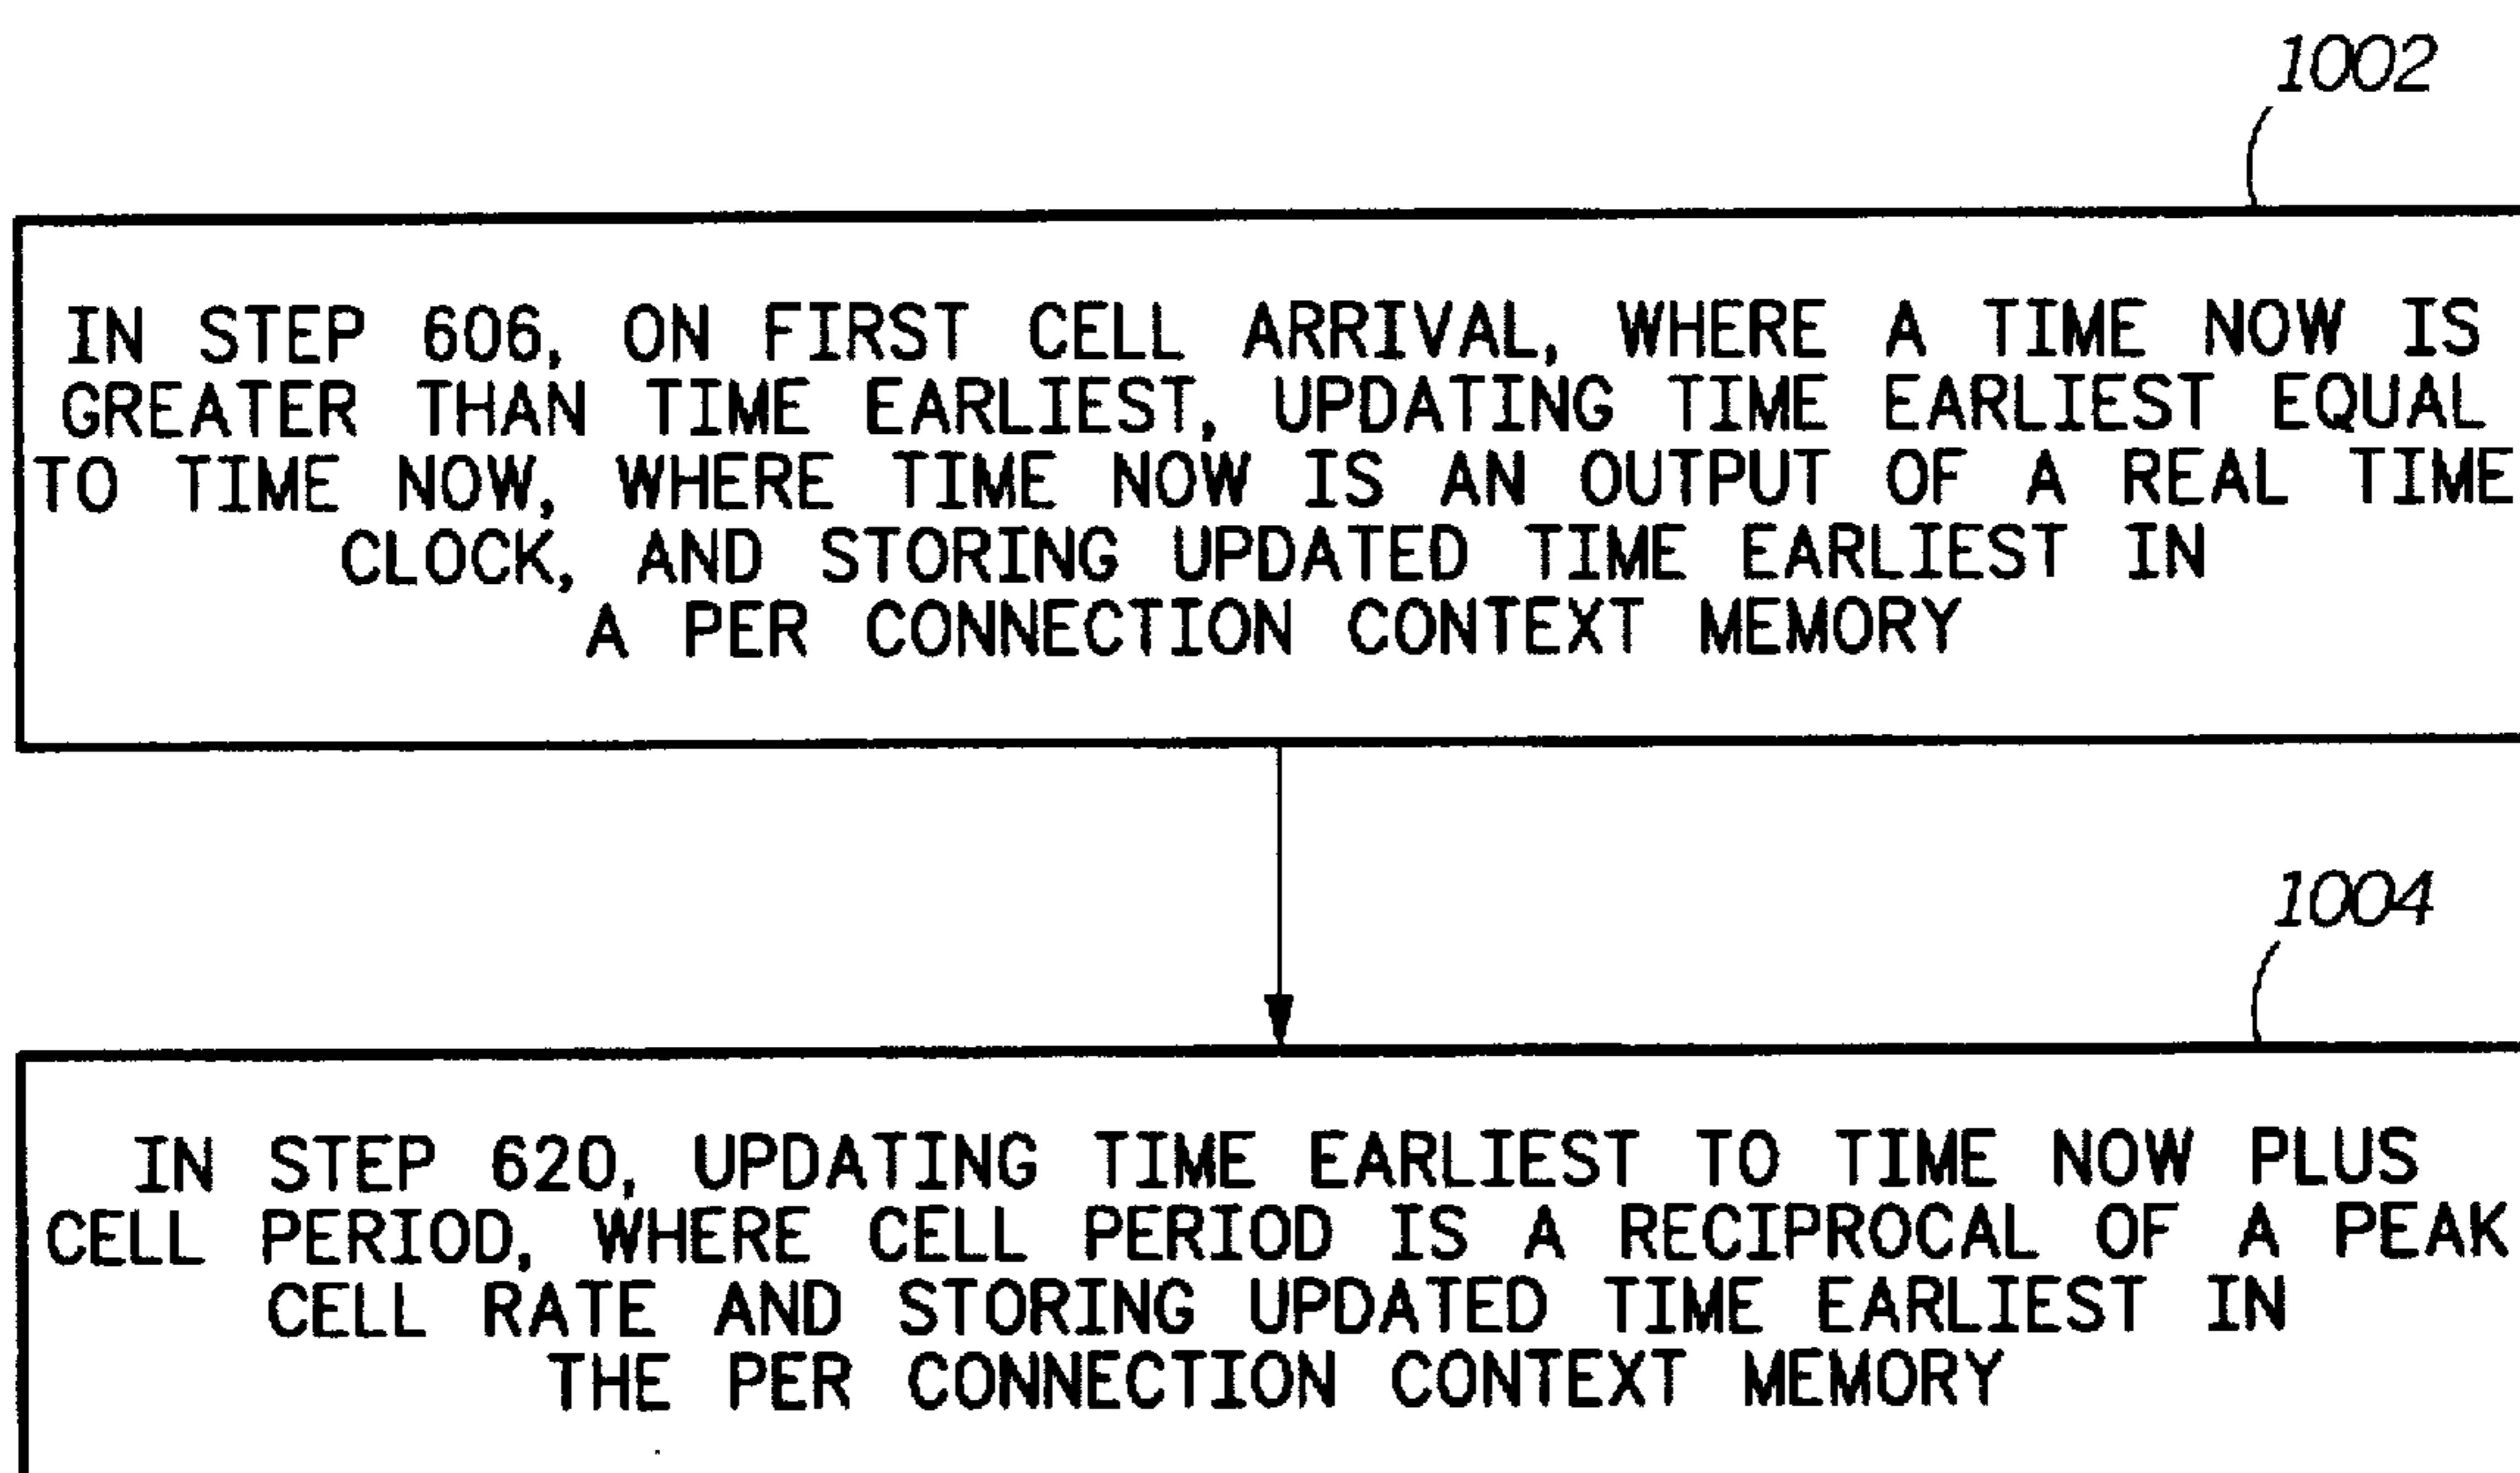 1002
IN STEP 606, ON FIRST CELL ARRIVAL, WHERE A TIME NOW IS
GREATER THAN TIME EARLIEST, UPDATING TIME EARLIEST EQUAL
TO TIME NOW, WHERE TIME NOW IS AN OUTPUT OF A REAL TIME
CLOCK, AND STORING UPDATED TIME EARLIEST IN
A PER CONNECTION CONTEXT MEMORY
1004
IN STEP 620, UPDATING TIME EARLIEST TO TIME NOW PLUS
CELL PERIOD, WHERE CELL PERIOD IS A RECIPROCAL OF A PEAK
CELL RATE AND STORING UPDATED TIME EARLIEST IN
THE PER CONNECTION CONTEXT MEMORY